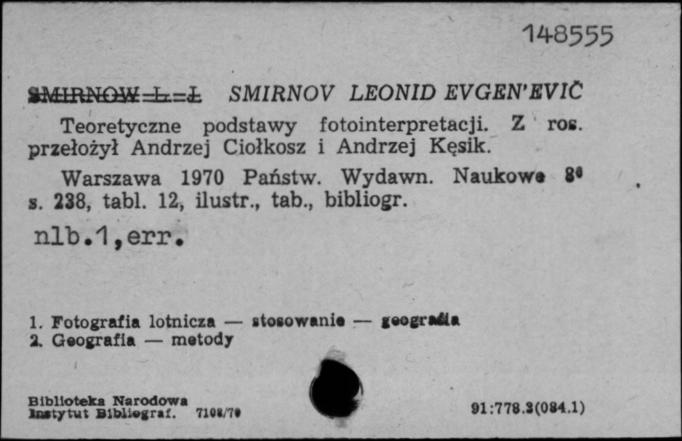 148555
SMIRNOW L. J. SMIRNOV LEONID EVGEN'EVIČ
Teoretyczne podstawy fotointerpretacji. Z ros.
przełożył Andrzej Ciołkosz i Andrzej Kęsik.
Warszawa 1970 Państw. Wydawn. Naukowe 8°
s. 238, tabl. 12, ilustr., tab., bibliogr.
nlb.1,err.
1. Fotografia lotnicza — stosowanie — geografia
2. Geografia — metody
Biblioteka Narodowa
Instytut Bibliograf. 7108/70
91:778.3(084.1)